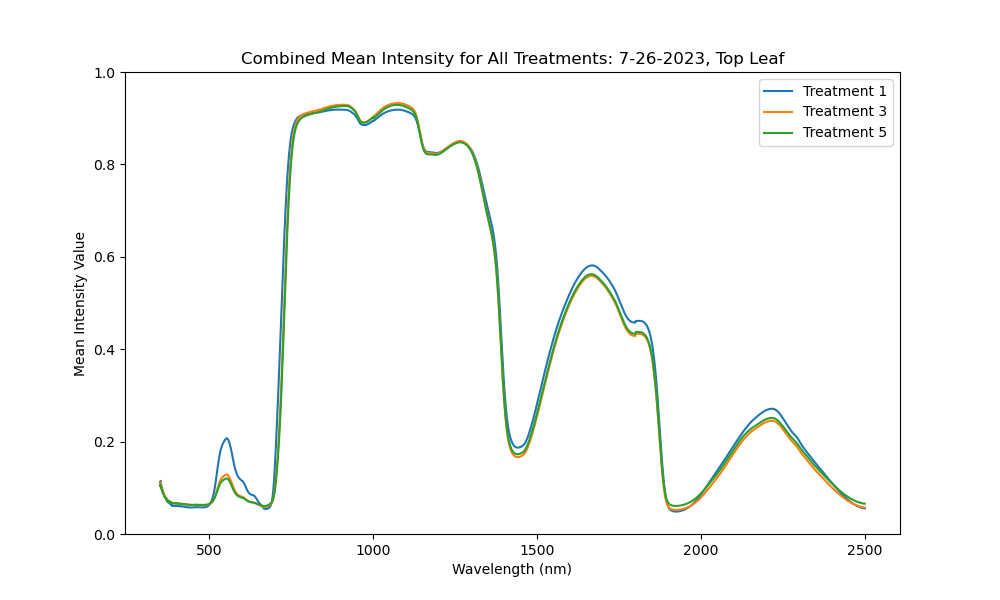 Combined Mean Intensity for All Treatments: 7-26-2023, Top Leaf
1.0
0.8
0.6
0.4
0.2
0.0
Mean Intensity Value
Treatment 1
Treatment 3
Treatment 5
500
1000
1500
2000
2500
Wavelength (nm)